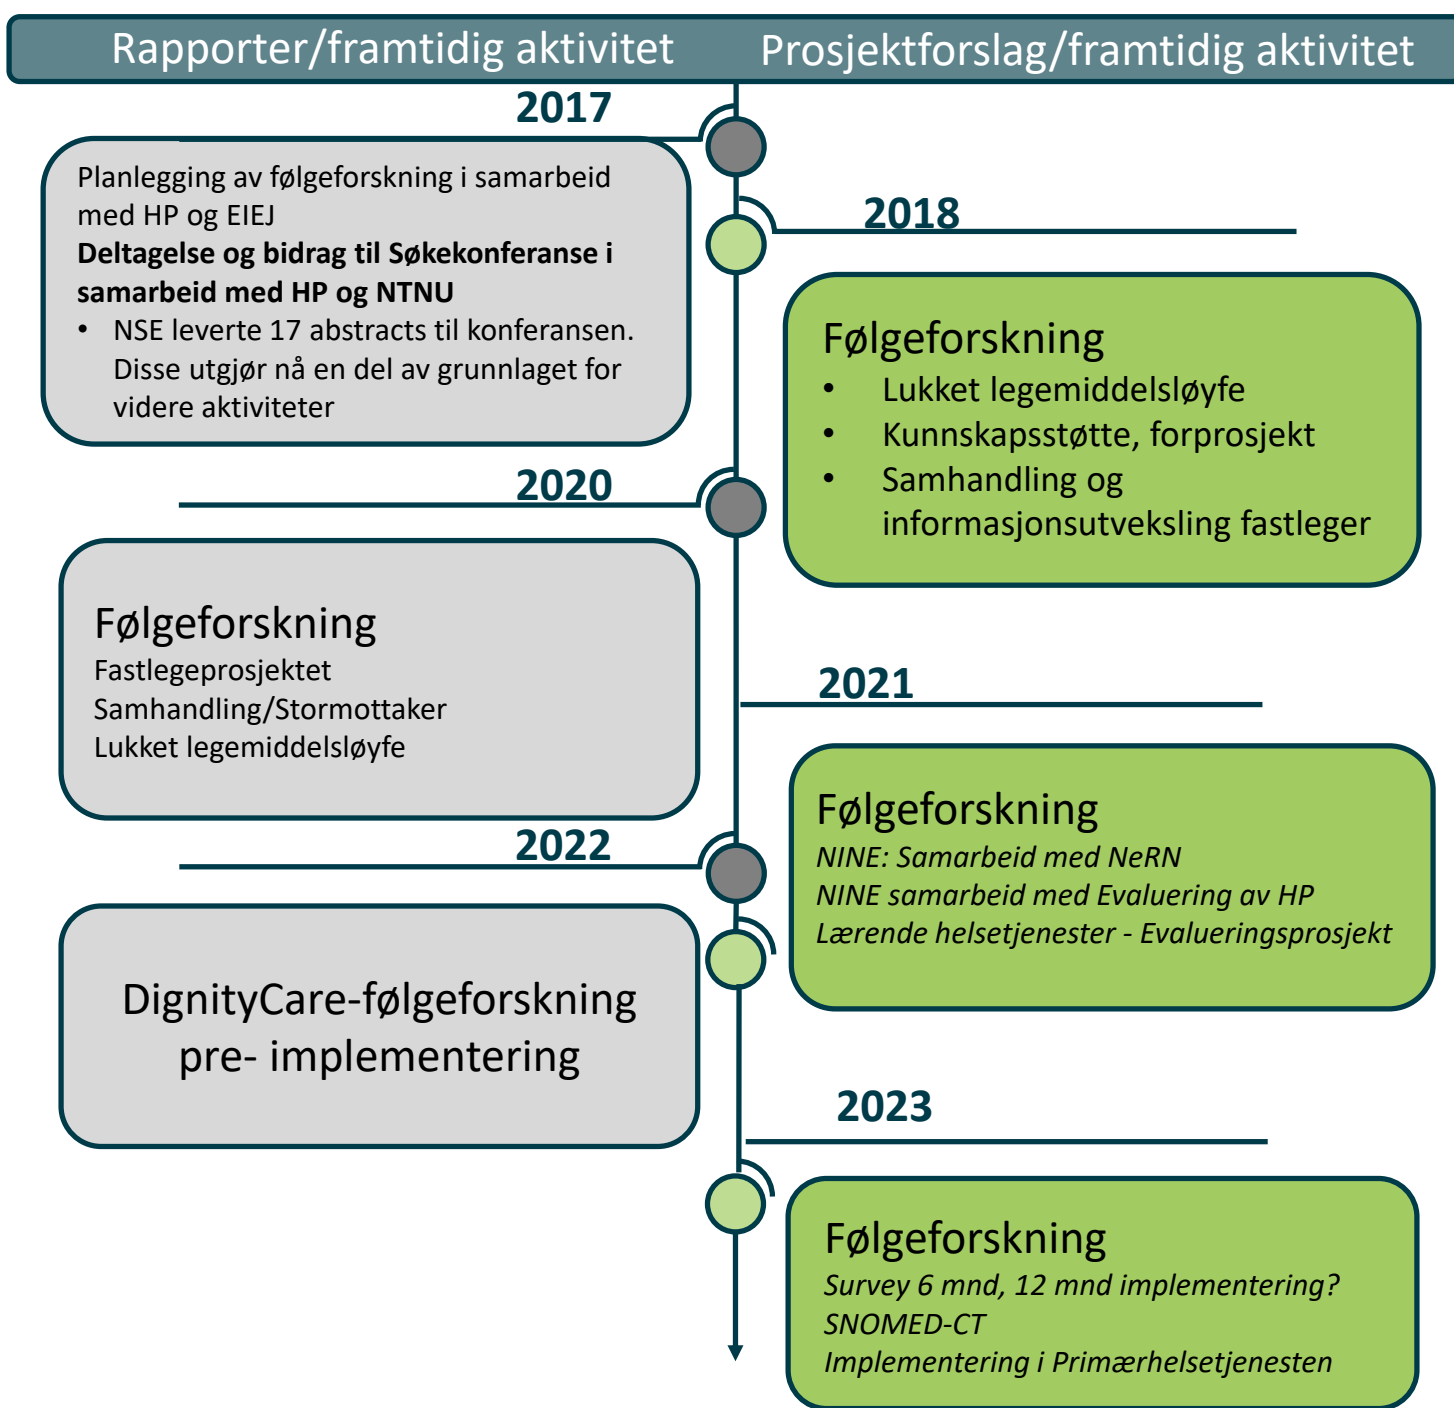 Rapporter/framtidig aktivitet
Prosjektforslag/framtidig aktivitet
2017
Planlegging av følgeforskning i samarbeid
med HP og EIEJ
Deltagelse og bidrag til Søkekonferanse i
samarbeid med HP og NTNU
• NSE leverte 17 abstracts til konferansen.
Disse utgjør nå en del av grunnlaget for
videre aktiviteter
2018
Følgeforskning
• Lukket legemiddelsløyfe
• Kunnskapsstøtte, forprosjekt
• Samhandling og
informasjonsutveksling fastleger
2020
Følgeforskning
Fastlegeprosjektet
Samhandling/Stormottaker
Lukket legemiddelsløyfe
2021
Følgeforskning
NINE: Samarbeid med NeRN
NINE samarbeid med Evaluering av HP
Lærende helsetjenester - Evalueringsprosjekt
2022
DignityCare-følgeforskning
pre- implementering
2023
Følgeforskning
Survey 6 mnd, 12 mnd implementering?
SNOMED-CT
Implementering i Primærhelsetjenesten